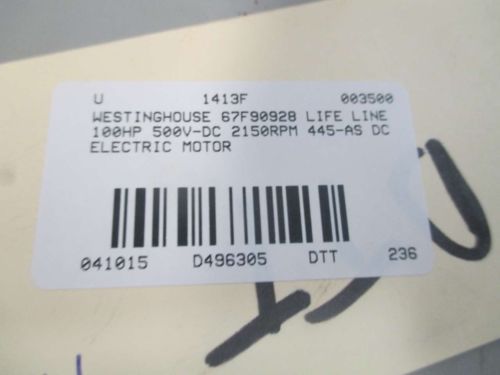 U 1413F 003500
WESTINGHOUSE 67F90928 LIFE LINE
100HP 500V-DC 2150RPM 445-AS DC
ELECTRIC MOTOR
041015 D496305 DTT 236